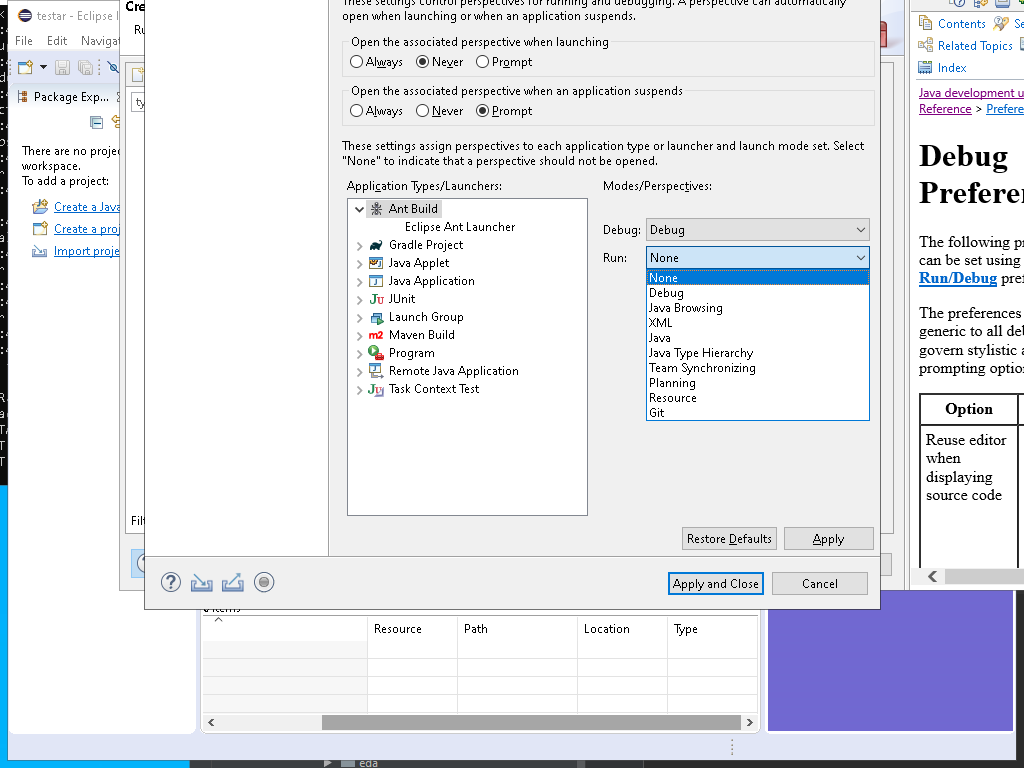 testar - Eclipse I
File Edit Navigat
Package Exp...
There are no proje
workspace.
To add a project:
Create a Java
Create a proj
Import proje
Cre
Ru
ty
Filt
These settings control perspectives for running and debugging. A perspective can automatically
open when launching or when an application suspends.
Open the associated perspective when launching
Always Never Prompt
Open the associated perspective when an application suspends
Always Never Prompt
These settings assign perspectives to each application type or launcher and launch mode set. Select
"None" to indicate that a perspective should not be opened.
Application Types/Launchers:
Modes/Perspectives:
Ant Build
Eclipse Ant Launcher
Gradle Project
Java Applet
Java Application
JUnit
Launch Group
Maven Build
Program
Remote Java Application
Task Context Test
Debug: Debug
Run: None
None
Debug
Java Browsing
XML
Java
Java Type Hierarchy
Team Synchronizing
Planning
Resource
Git
Restore Defaults Apply
Apply and Close Cancel
Contents Se
Related Topics
Index
Java development u
Reference > Prefere
Debug
Preferen
The following pr
can be set using
Run/Debug pref
The preferences
generic to all deb
govern stylistic a
prompting option
Option
Reuse editor
when
displaying
source code
Resource Path Location Type
eda